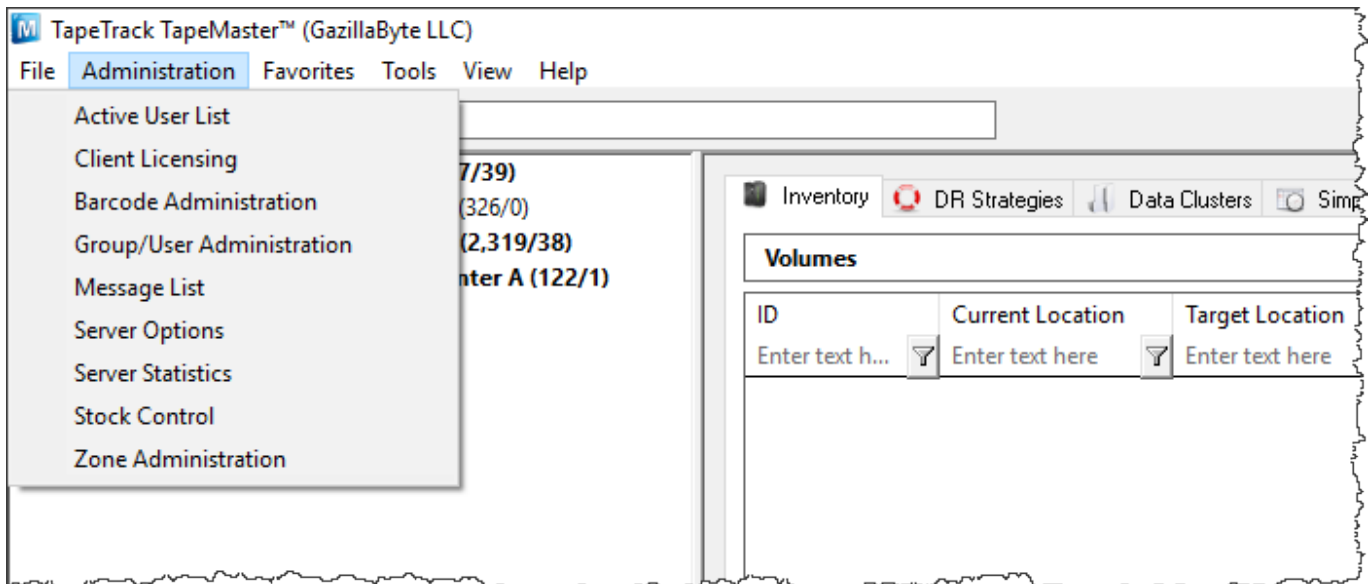 TapeTrack TapeMaster™ (GazillaByte LLC)
File Administration Favorites Tools View Help
Active User List
Client Licensing
Barcode Administration
Group/User Administration
Message List
Server Options
Server Statistics
Stock Control
Zone Administration
7/39)
(326/0)
(2,319/38)
nter A (122/1)
Inventory DR Strategies Data Clusters Simp
Volumes
ID Current Location Target Location
Enter text h... Enter text here Enter text here